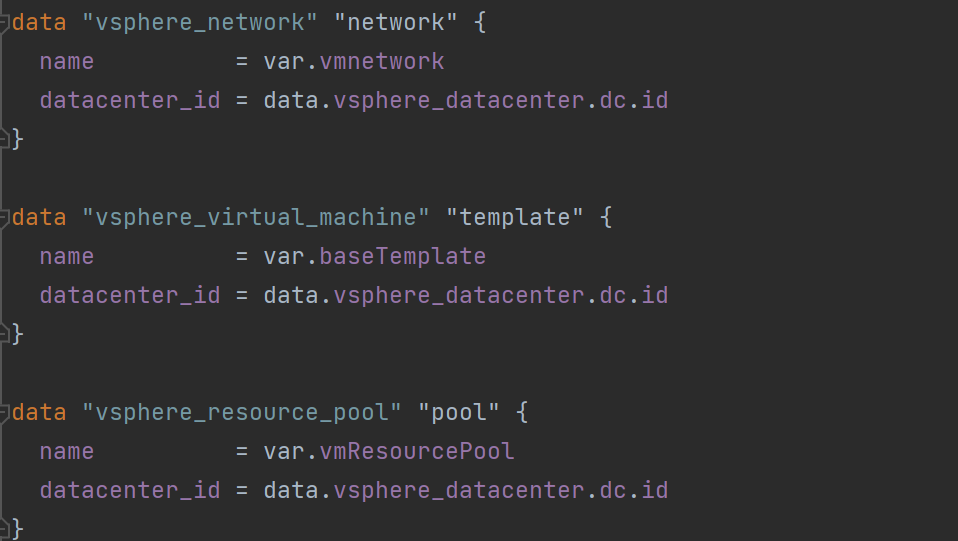 data "vsphere_network" "network" {
  name          = var.vmnetwork
  datacenter_id = data.vsphere_datacenter.dc.id
}

data "vsphere_virtual_machine" "template" {
  name          = var.baseTemplate
  datacenter_id = data.vsphere_datacenter.dc.id
}

data "vsphere_resource_pool" "pool" {
  name          = var.vmResourcePool
  datacenter_id = data.vsphere_datacenter.dc.id
}